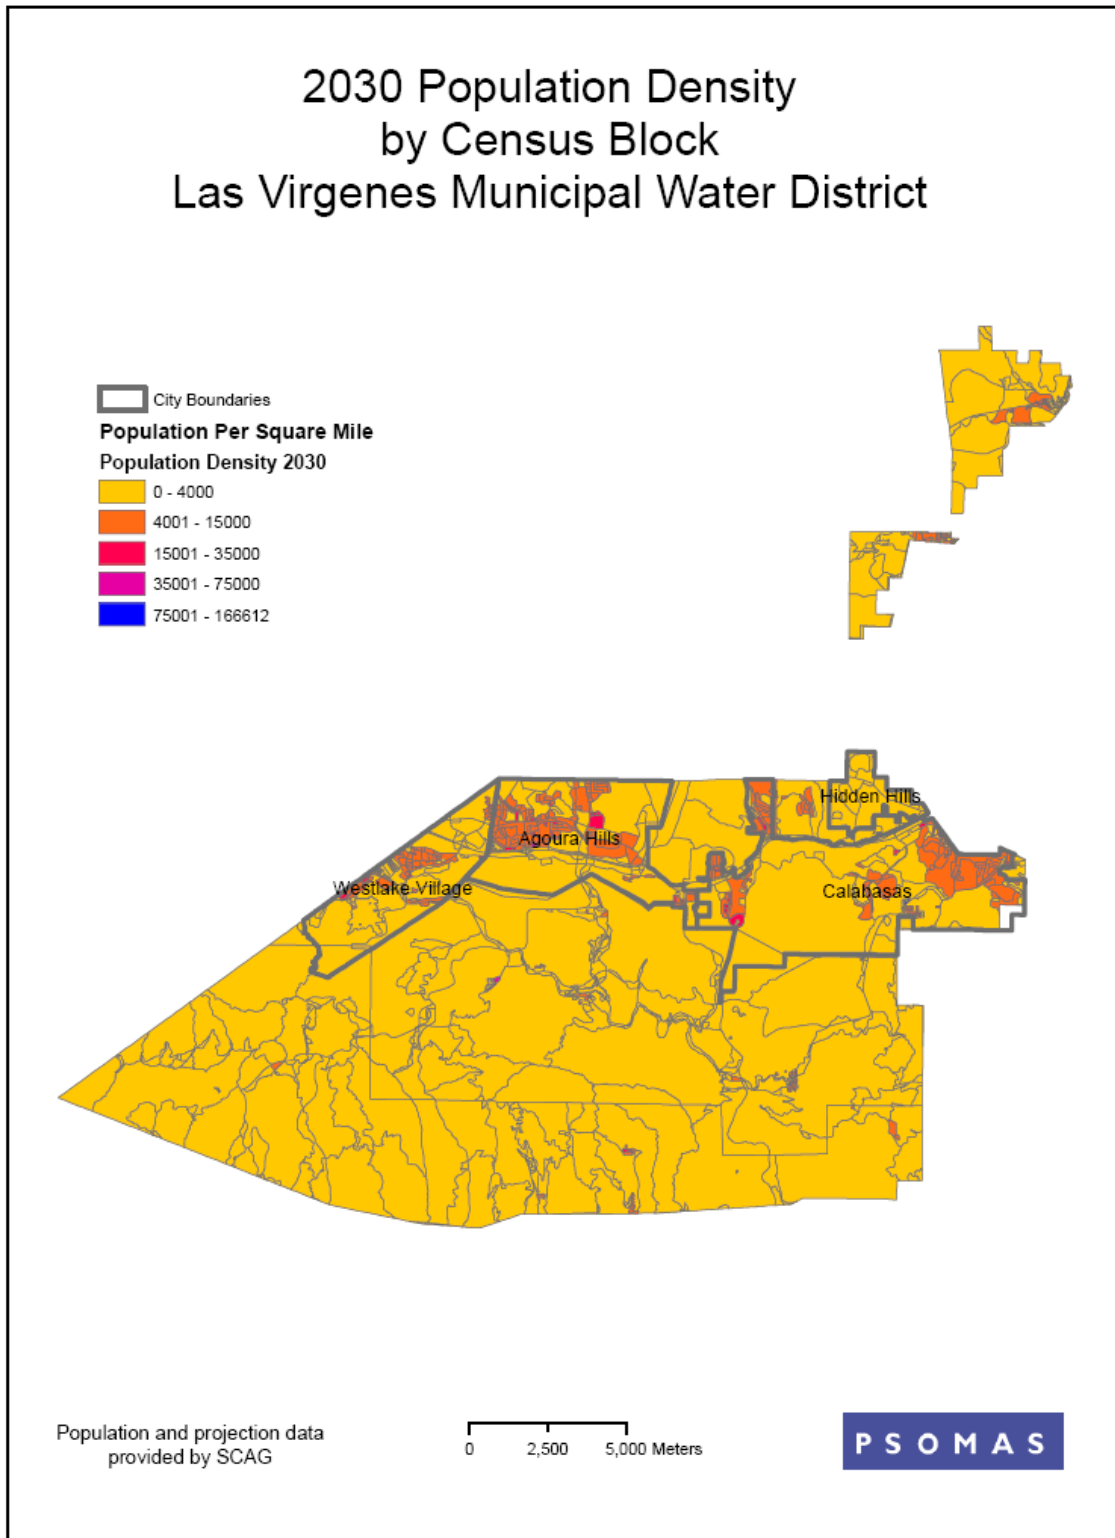 2030 Population Density
by Census Block
Las Virgenes Municipal Water District
City Boundaries
Population Per Square Mile
Population Density 2030
0 - 4000
4001 - 15000
15001 - 35000
35001 - 75000
75001 - 166612
Hidden Hills
Agoura Hills
Westlake Village
Calabasas
Population and projection data
provided by SCAG
0 2,500 5,000 Meters
PSOMAS